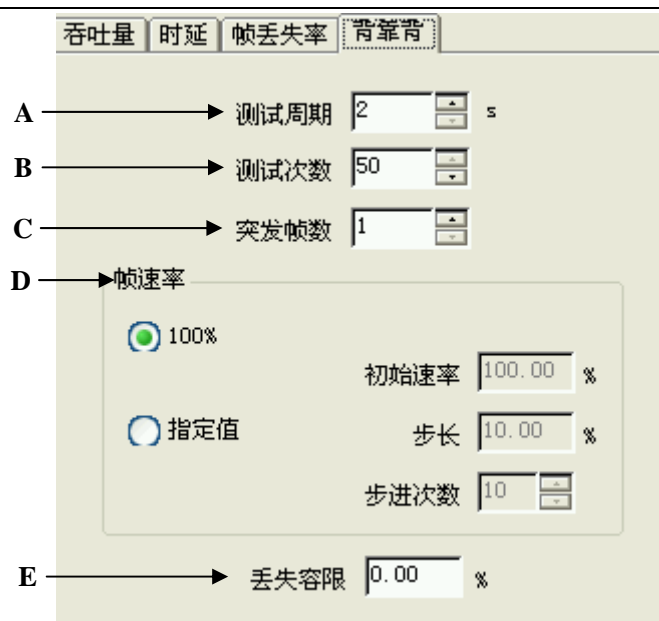 吞吐量 时延 帧丢失率 背靠背
A 测试周期 2 s
B 测试次数 50
C 突发帧数 1
D 帧速率
100%
初始速率 100.00 %
指定值 步长 10.00 %
步进次数 10
E 丢失容限 0.00 %